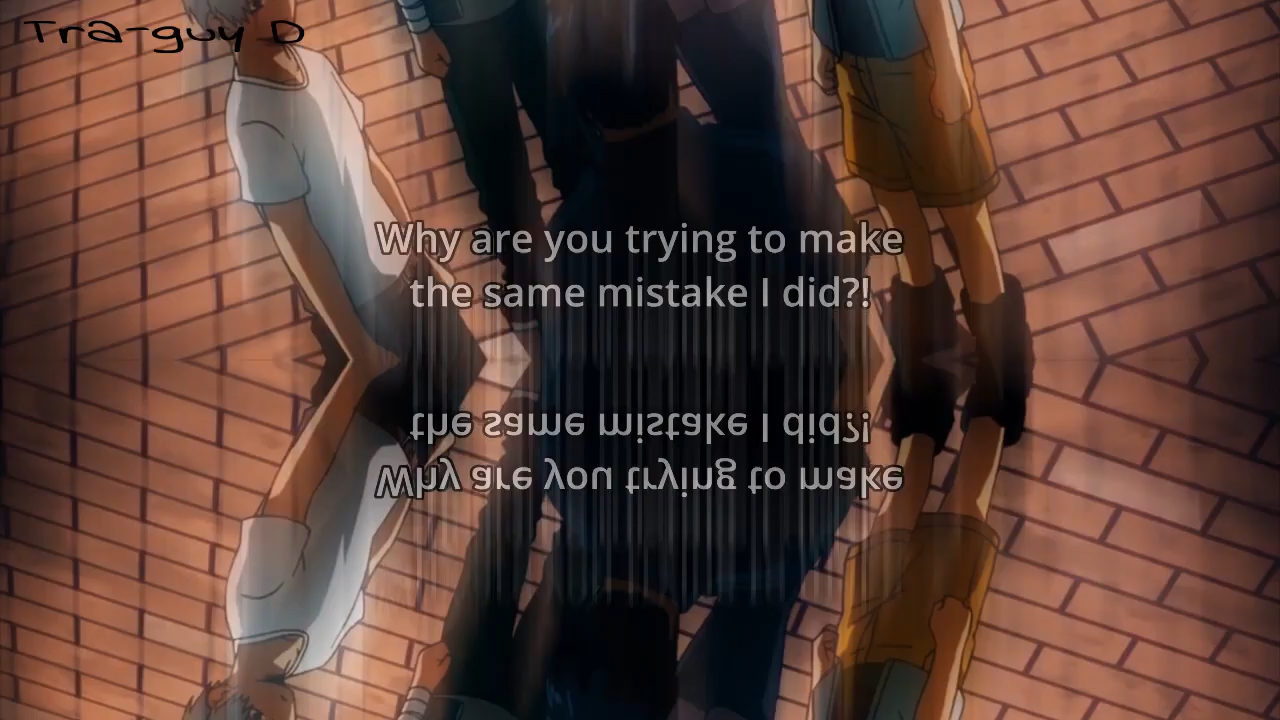 Tra-guy D
Why are you trying to make
the same mistake I did?!
the same mistake I did?!
Why are you trying to make